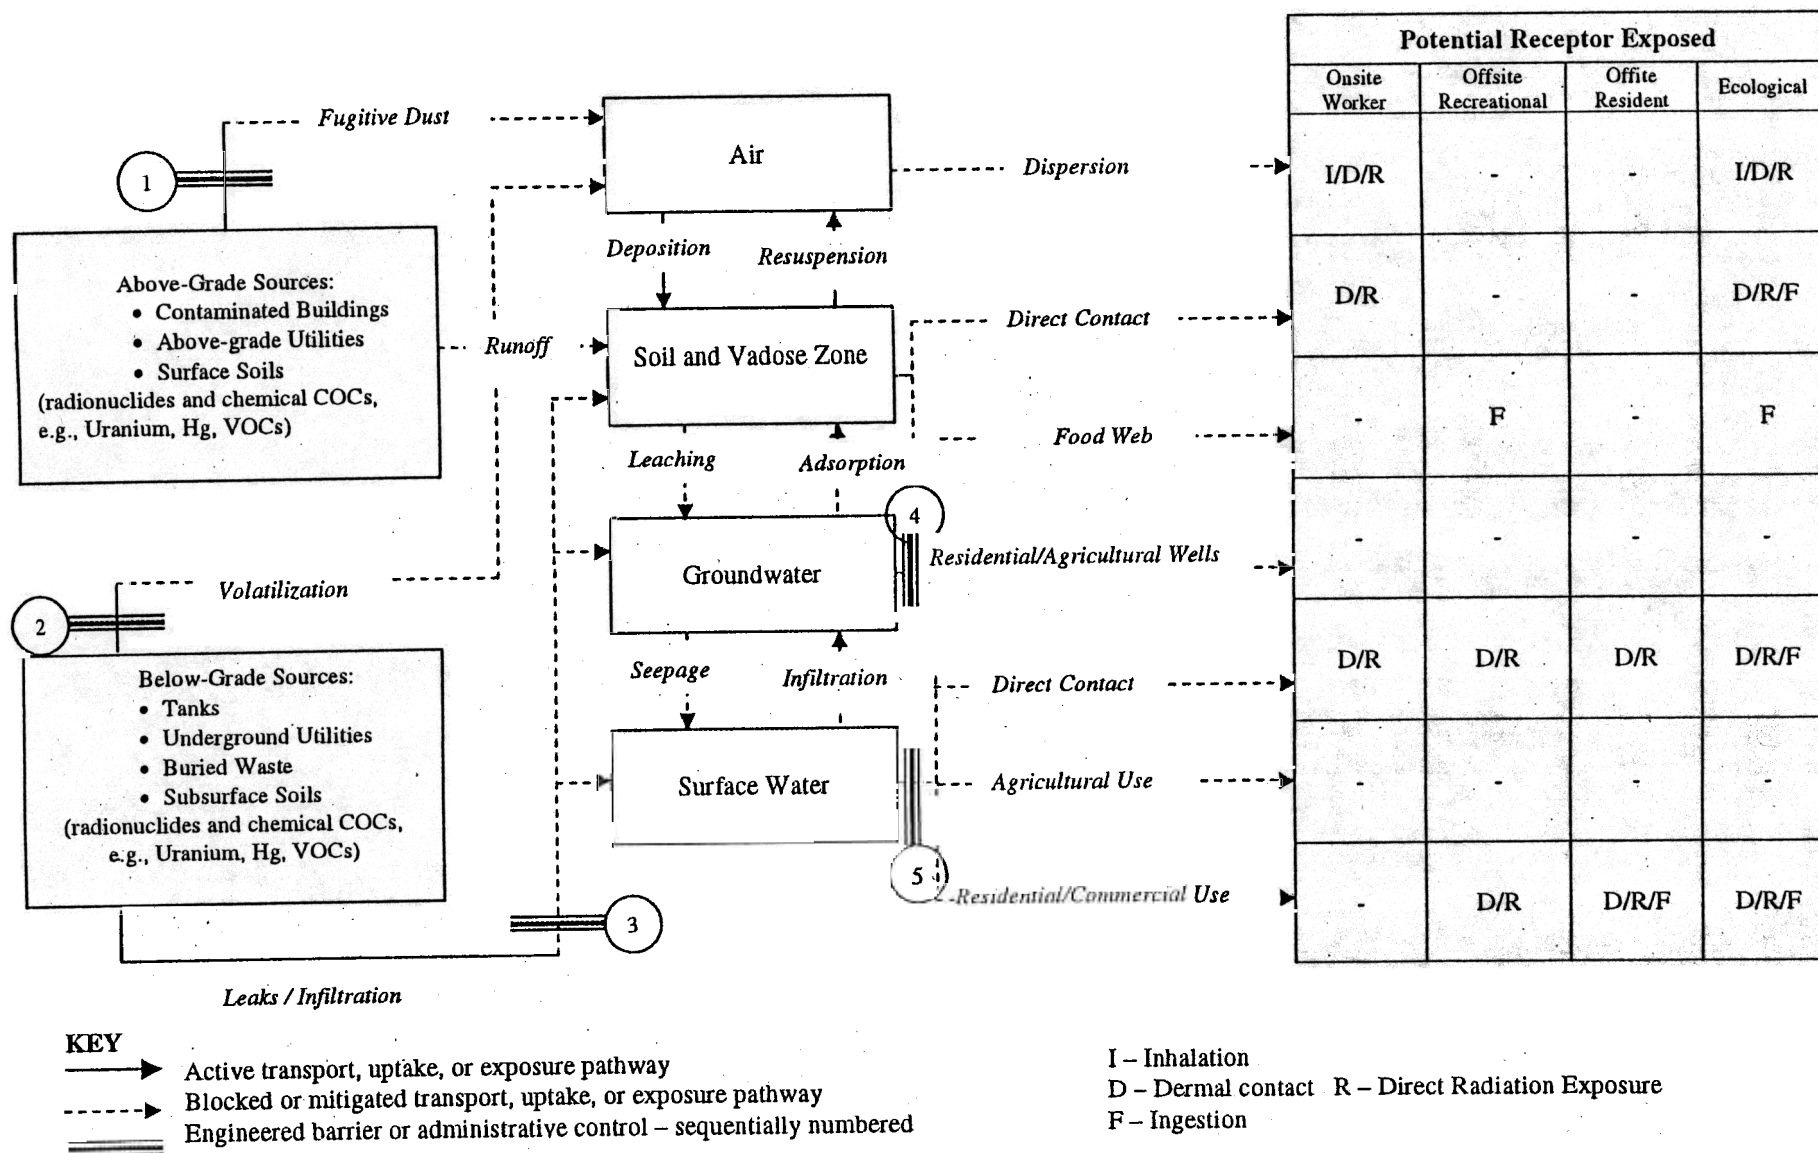 Potential Receptor Exposed
Onsite Worker
Offsite Recreational
Offite Resident
Ecological
Fugitive Dust
Air
Dispersion
I/D/R - - I/D/R
1
Deposition
Resuspension
Above-Grade Sources:
• Contaminated Buildings
• Above-grade Utilities
• Surface Soils
(radionuclides and chemical COCs,
e.g., Uranium, Hg, VOCs)
Runoff
Soil and Vadose Zone
Direct Contact
D/R - - D/R/F
Food Web
- F - F
Leaching
Adsorption
4
Groundwater
Residential/Agricultural Wells
- - - -
Volatilization
2
Seepage
Infiltration
Direct Contact
D/R D/R D/R D/R/F
Below-Grade Sources:
• Tanks
• Underground Utilities
• Buried Waste
• Subsurface Soils
(radionuclides and chemical COCs,
e.g., Uranium, Hg, VOCs)
Surface Water
Agricultural Use
- - - -
5
Residential/Commercial Use
- D/R D/R/F D/R/F
3
Leaks / Infiltration
KEY
Active transport, uptake, or exposure pathway
Blocked or mitigated transport, uptake, or exposure pathway
Engineered barrier or administrative control – sequentially numbered
I – Inhalation
D – Dermal contact R – Direct Radiation Exposure
F – Ingestion